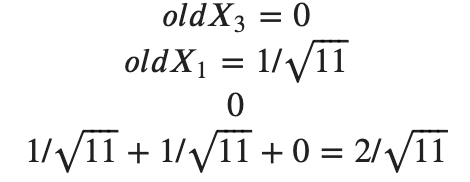 oldX₃ = 0
oldX₁ = 1/√11
0
1/√11 + 1/√11 + 0 = 2/√11